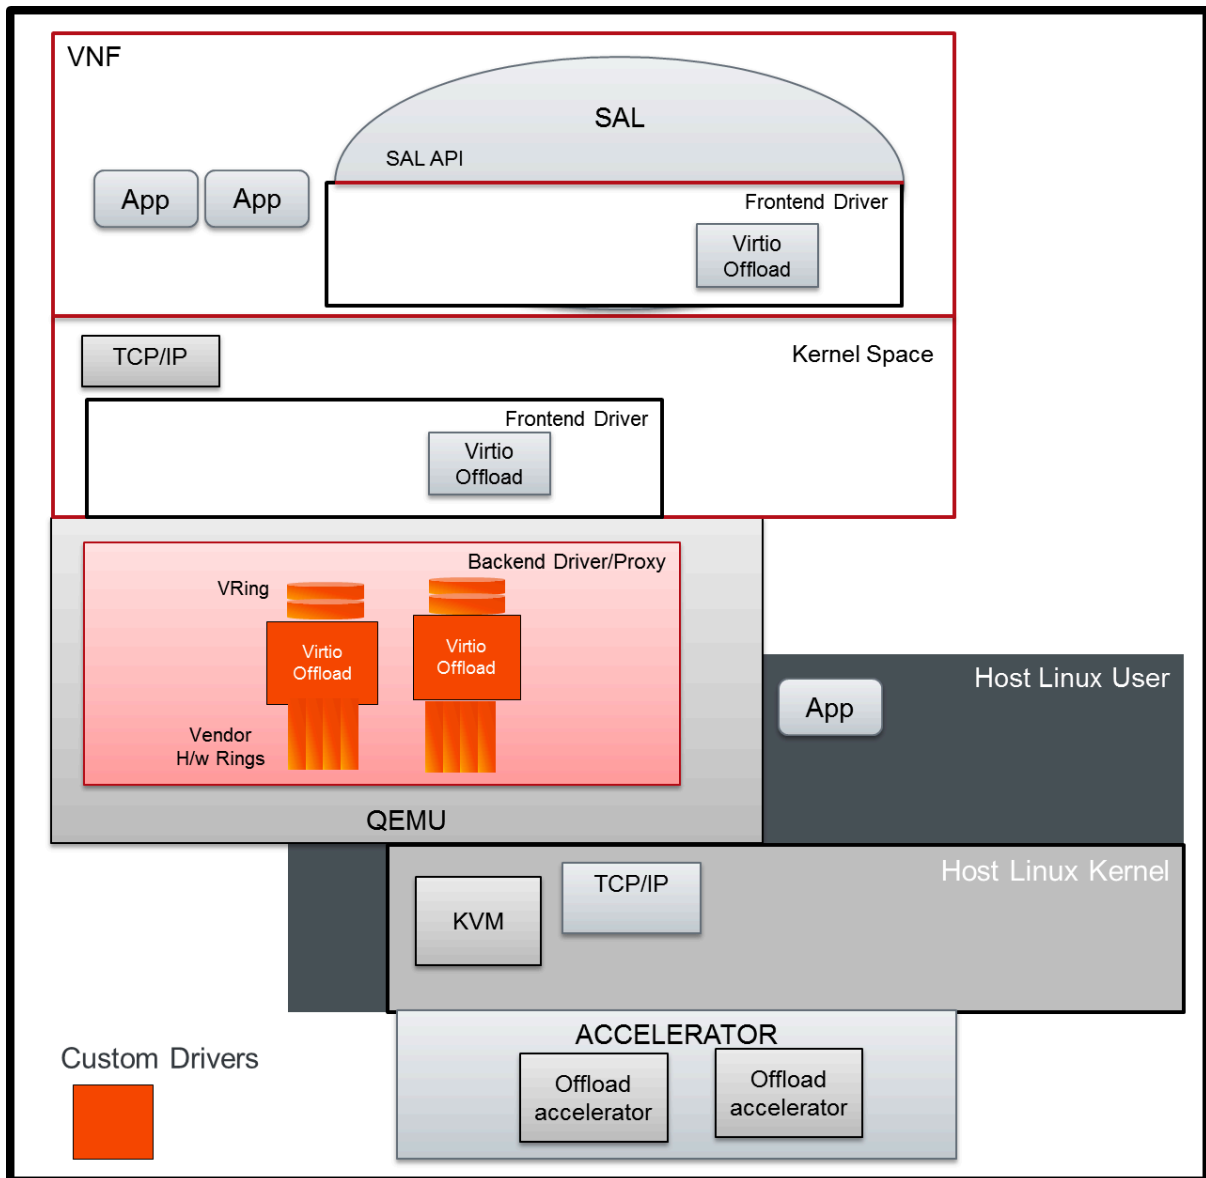 VNF
SAL
SAL API
App
App
Frontend Driver
Virtio
Offload
TCP/IP
Kernel Space
Frontend Driver
Virtio
Offload
Backend Driver/Proxy
VRing
Virtio
Offload
Virtio
Offload
Vendor
H/w Rings
QEMU
Host Linux User
App
Host Linux Kernel
TCP/IP
KVM
ACCELERATOR
Offload
accelerator
Offload
accelerator
Custom Drivers